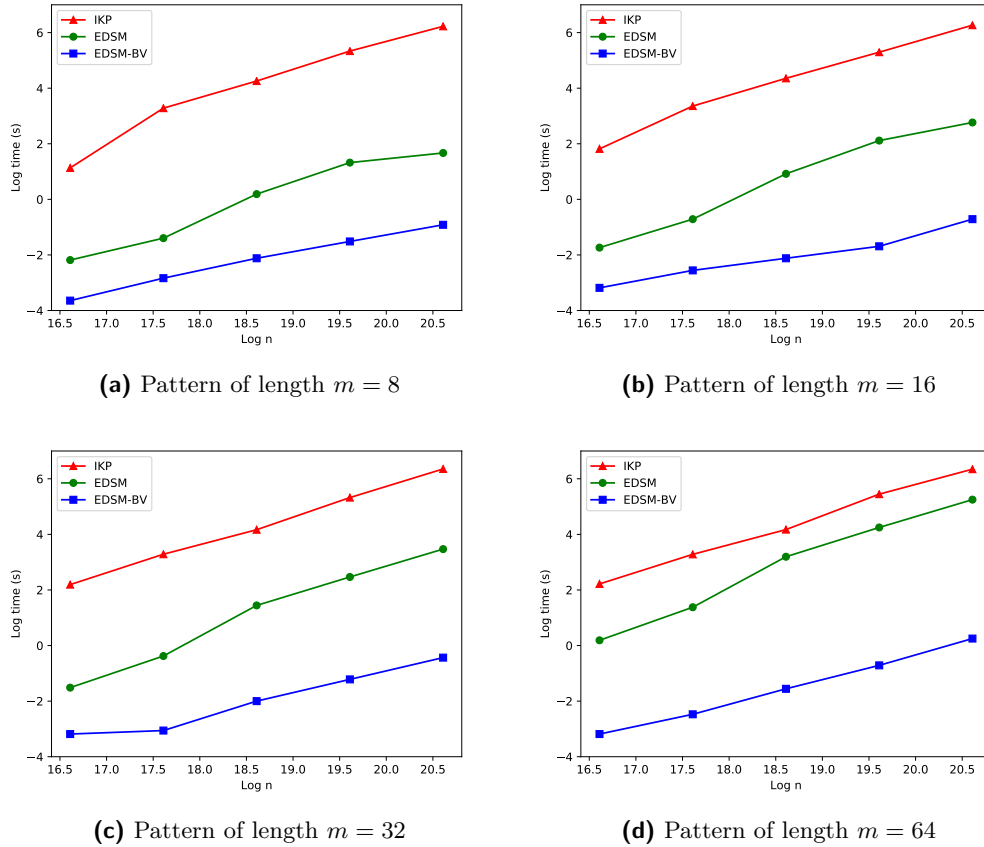 IKP
EDSM
EDSM-BV
Log time (s)
6
4
2
0
−2
−4
16.5 17.0 17.5 18.0 18.5 19.0 19.5 20.0 20.5
Log n
(a) Pattern of length m = 8
IKP
EDSM
EDSM-BV
Log time (s)
6
4
2
0
−2
−4
16.5 17.0 17.5 18.0 18.5 19.0 19.5 20.0 20.5
Log n
(b) Pattern of length m = 16
IKP
EDSM
EDSM-BV
Log time (s)
6
4
2
0
−2
−4
16.5 17.0 17.5 18.0 18.5 19.0 19.5 20.0 20.5
Log n
(c) Pattern of length m = 32
IKP
EDSM
EDSM-BV
Log time (s)
6
4
2
0
−2
−4
16.5 17.0 17.5 18.0 18.5 19.0 19.5 20.0 20.5
Log n
(d) Pattern of length m = 64